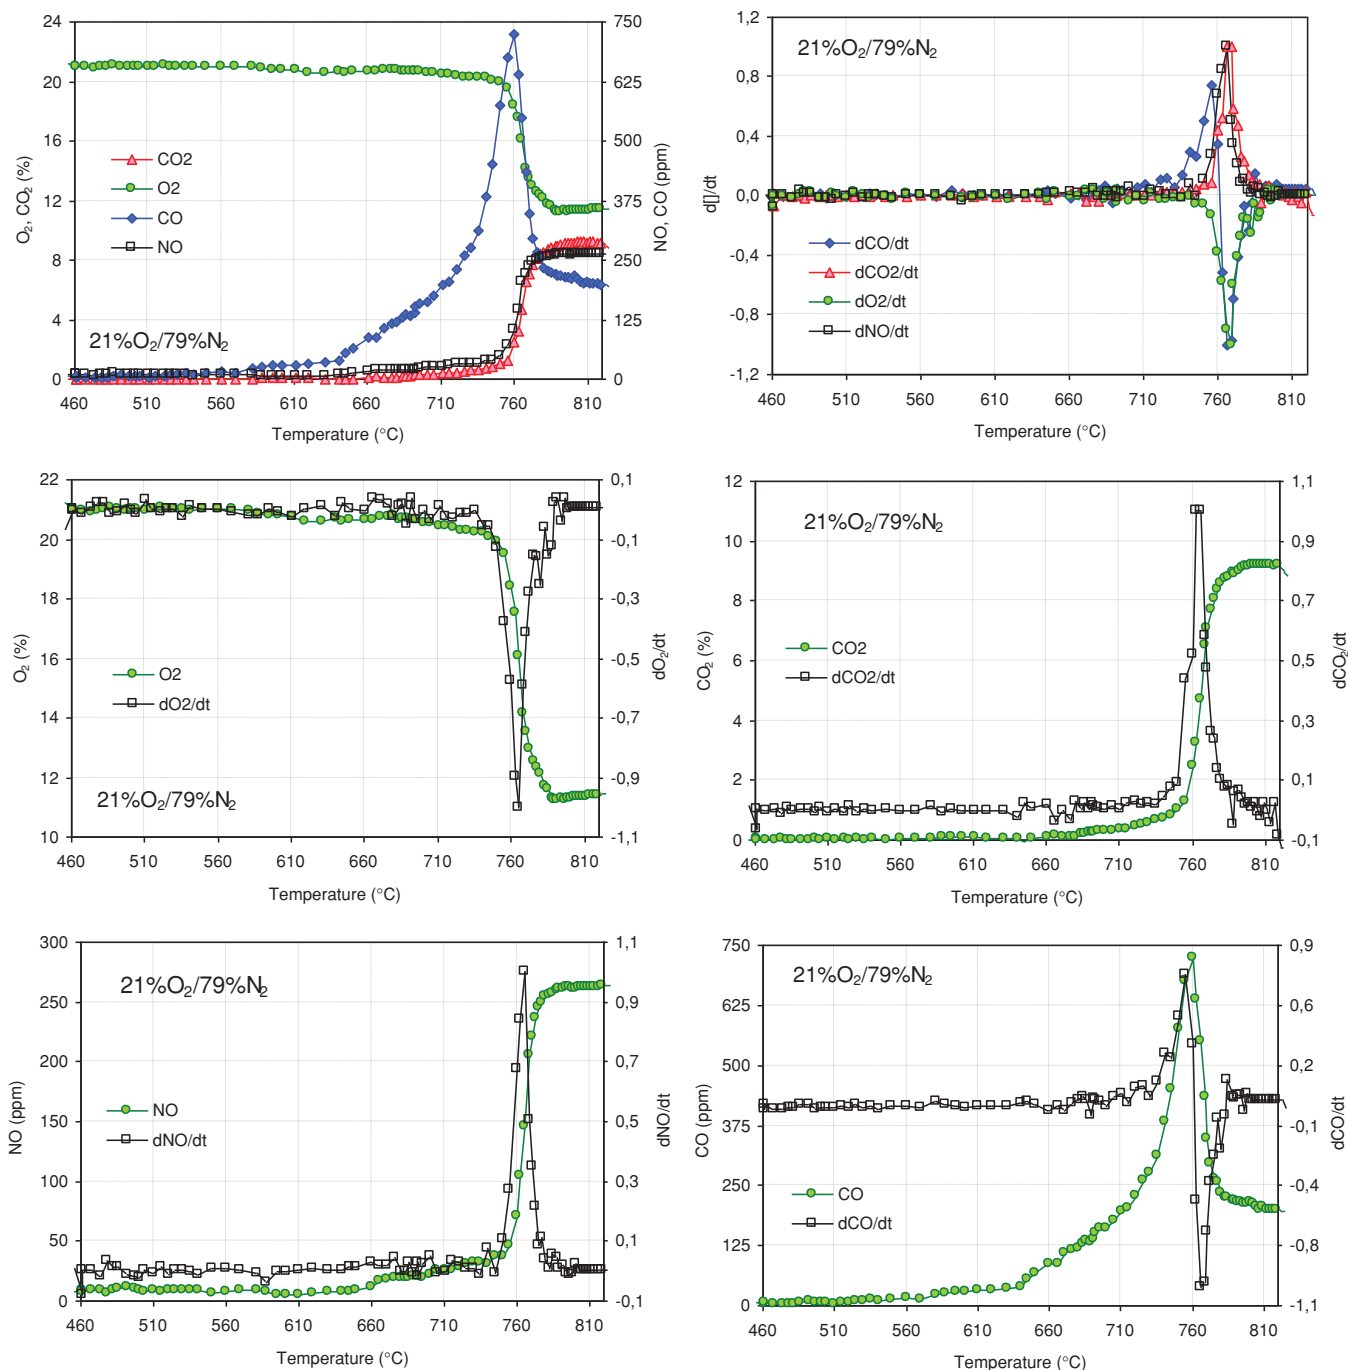 24
20
16
12
8
4
0
O₂, CO₂ (%)
750
625
500
375
250
125
0
NO, CO (ppm)
CO2
O2
CO
NO
21%O₂/79%N₂
460 510 560 610 660 710 760 810
Temperature (°C)
1,2
0,8
0,4
0,0
-0,4
-0,8
-1,2
d[]/dt
21%O₂/79%N₂
dCO/dt
dCO2/dt
dO2/dt
dNO/dt
460 510 560 610 660 710 760 810
Temperature (°C)
22
20
18
16
14
12
10
O₂ (%)
0,1
-0,1
-0,3
-0,5
-0,7
-0,9
-1,1
dO₂/dt
O2
dO2/dt
21%O₂/79%N₂
460 510 560 610 660 710 760 810
Temperature (°C)
12
10
8
6
4
2
0
CO₂ (%)
1,1
0,9
0,7
0,5
0,3
0,1
-0,1
dCO₂/dt
21%O₂/79%N₂
CO2
dCO2/dt
460 510 560 610 660 710 760 810
Temperature (°C)
300
250
200
150
100
50
0
NO (ppm)
1,1
0,9
0,7
0,5
0,3
0,1
-0,1
dNO/dt
21%O₂/79%N₂
NO
dNO/dt
460 510 560 610 660 710 760 810
Temperature (°C)
750
625
500
375
250
125
0
CO (ppm)
0,9
0,6
0,2
-0,1
-0,4
-0,8
-1,1
dCO/dt
21%O₂/79%N₂
CO
dCO/dt
460 510 560 610 660 710 760 810
Temperature (°C)